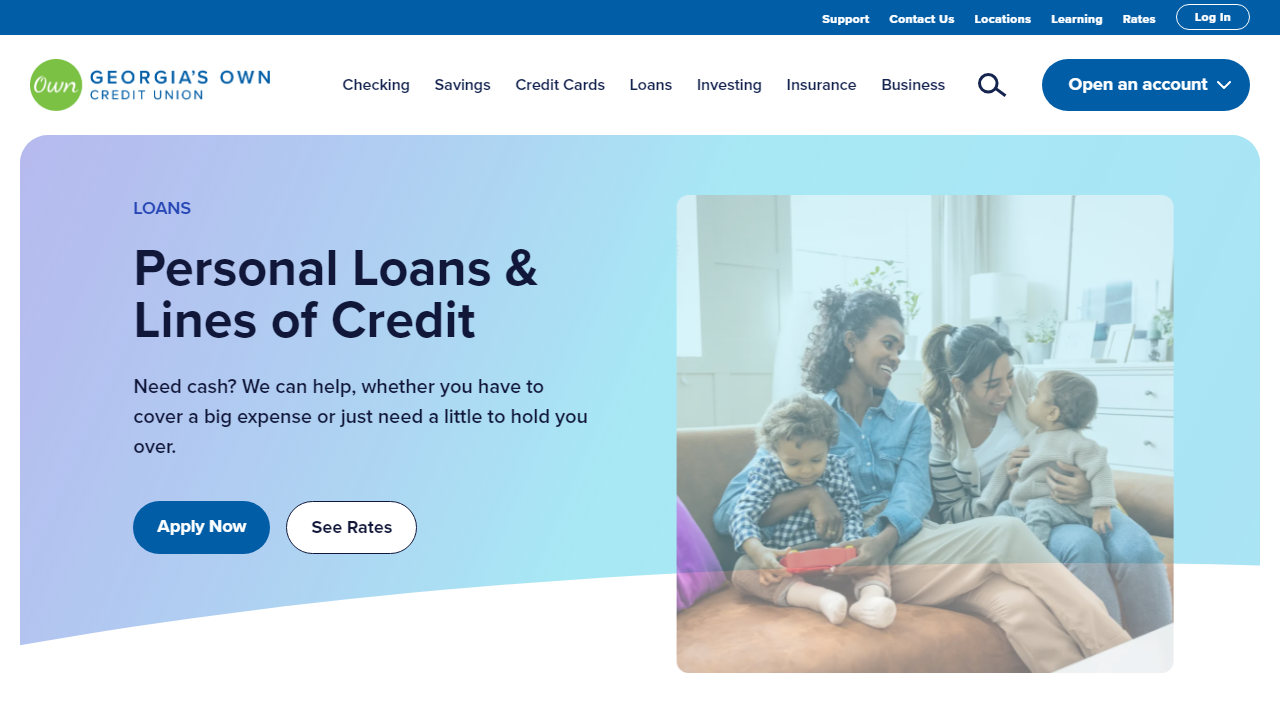 Support Contact Us Locations Learning Rates Log In
Own GEORGIA'S OWN
CREDIT UNION
Checking Savings Credit Cards Loans Investing Insurance Business Open an account
LOANS
Personal Loans &
Lines of Credit
Need cash? We can help, whether you have to
cover a big expense or just need a little to hold you
over.
Apply Now See Rates